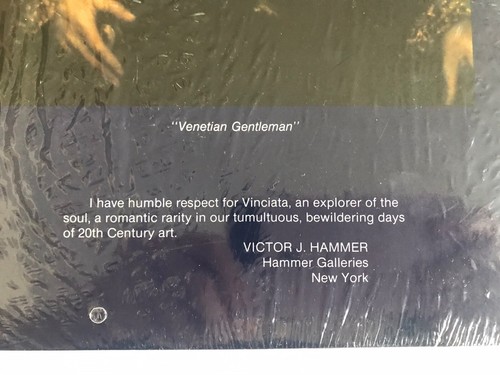 "Venetian Gentleman"
I have humble respect for Vinciata, an explorer of the
soul, a romantic rarity in our tumultuous, bewildering days
of 20th Century art.
VICTOR J. HAMMER
Hammer Galleries
New York